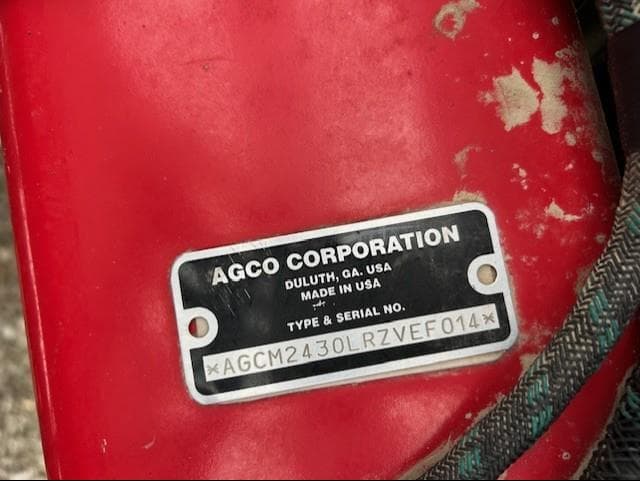 AGCO CORPORATION
DULUTH, GA. USA
MADE IN USA
TYPE & SERIAL NO.
*AGCM2430LRZVEF014*